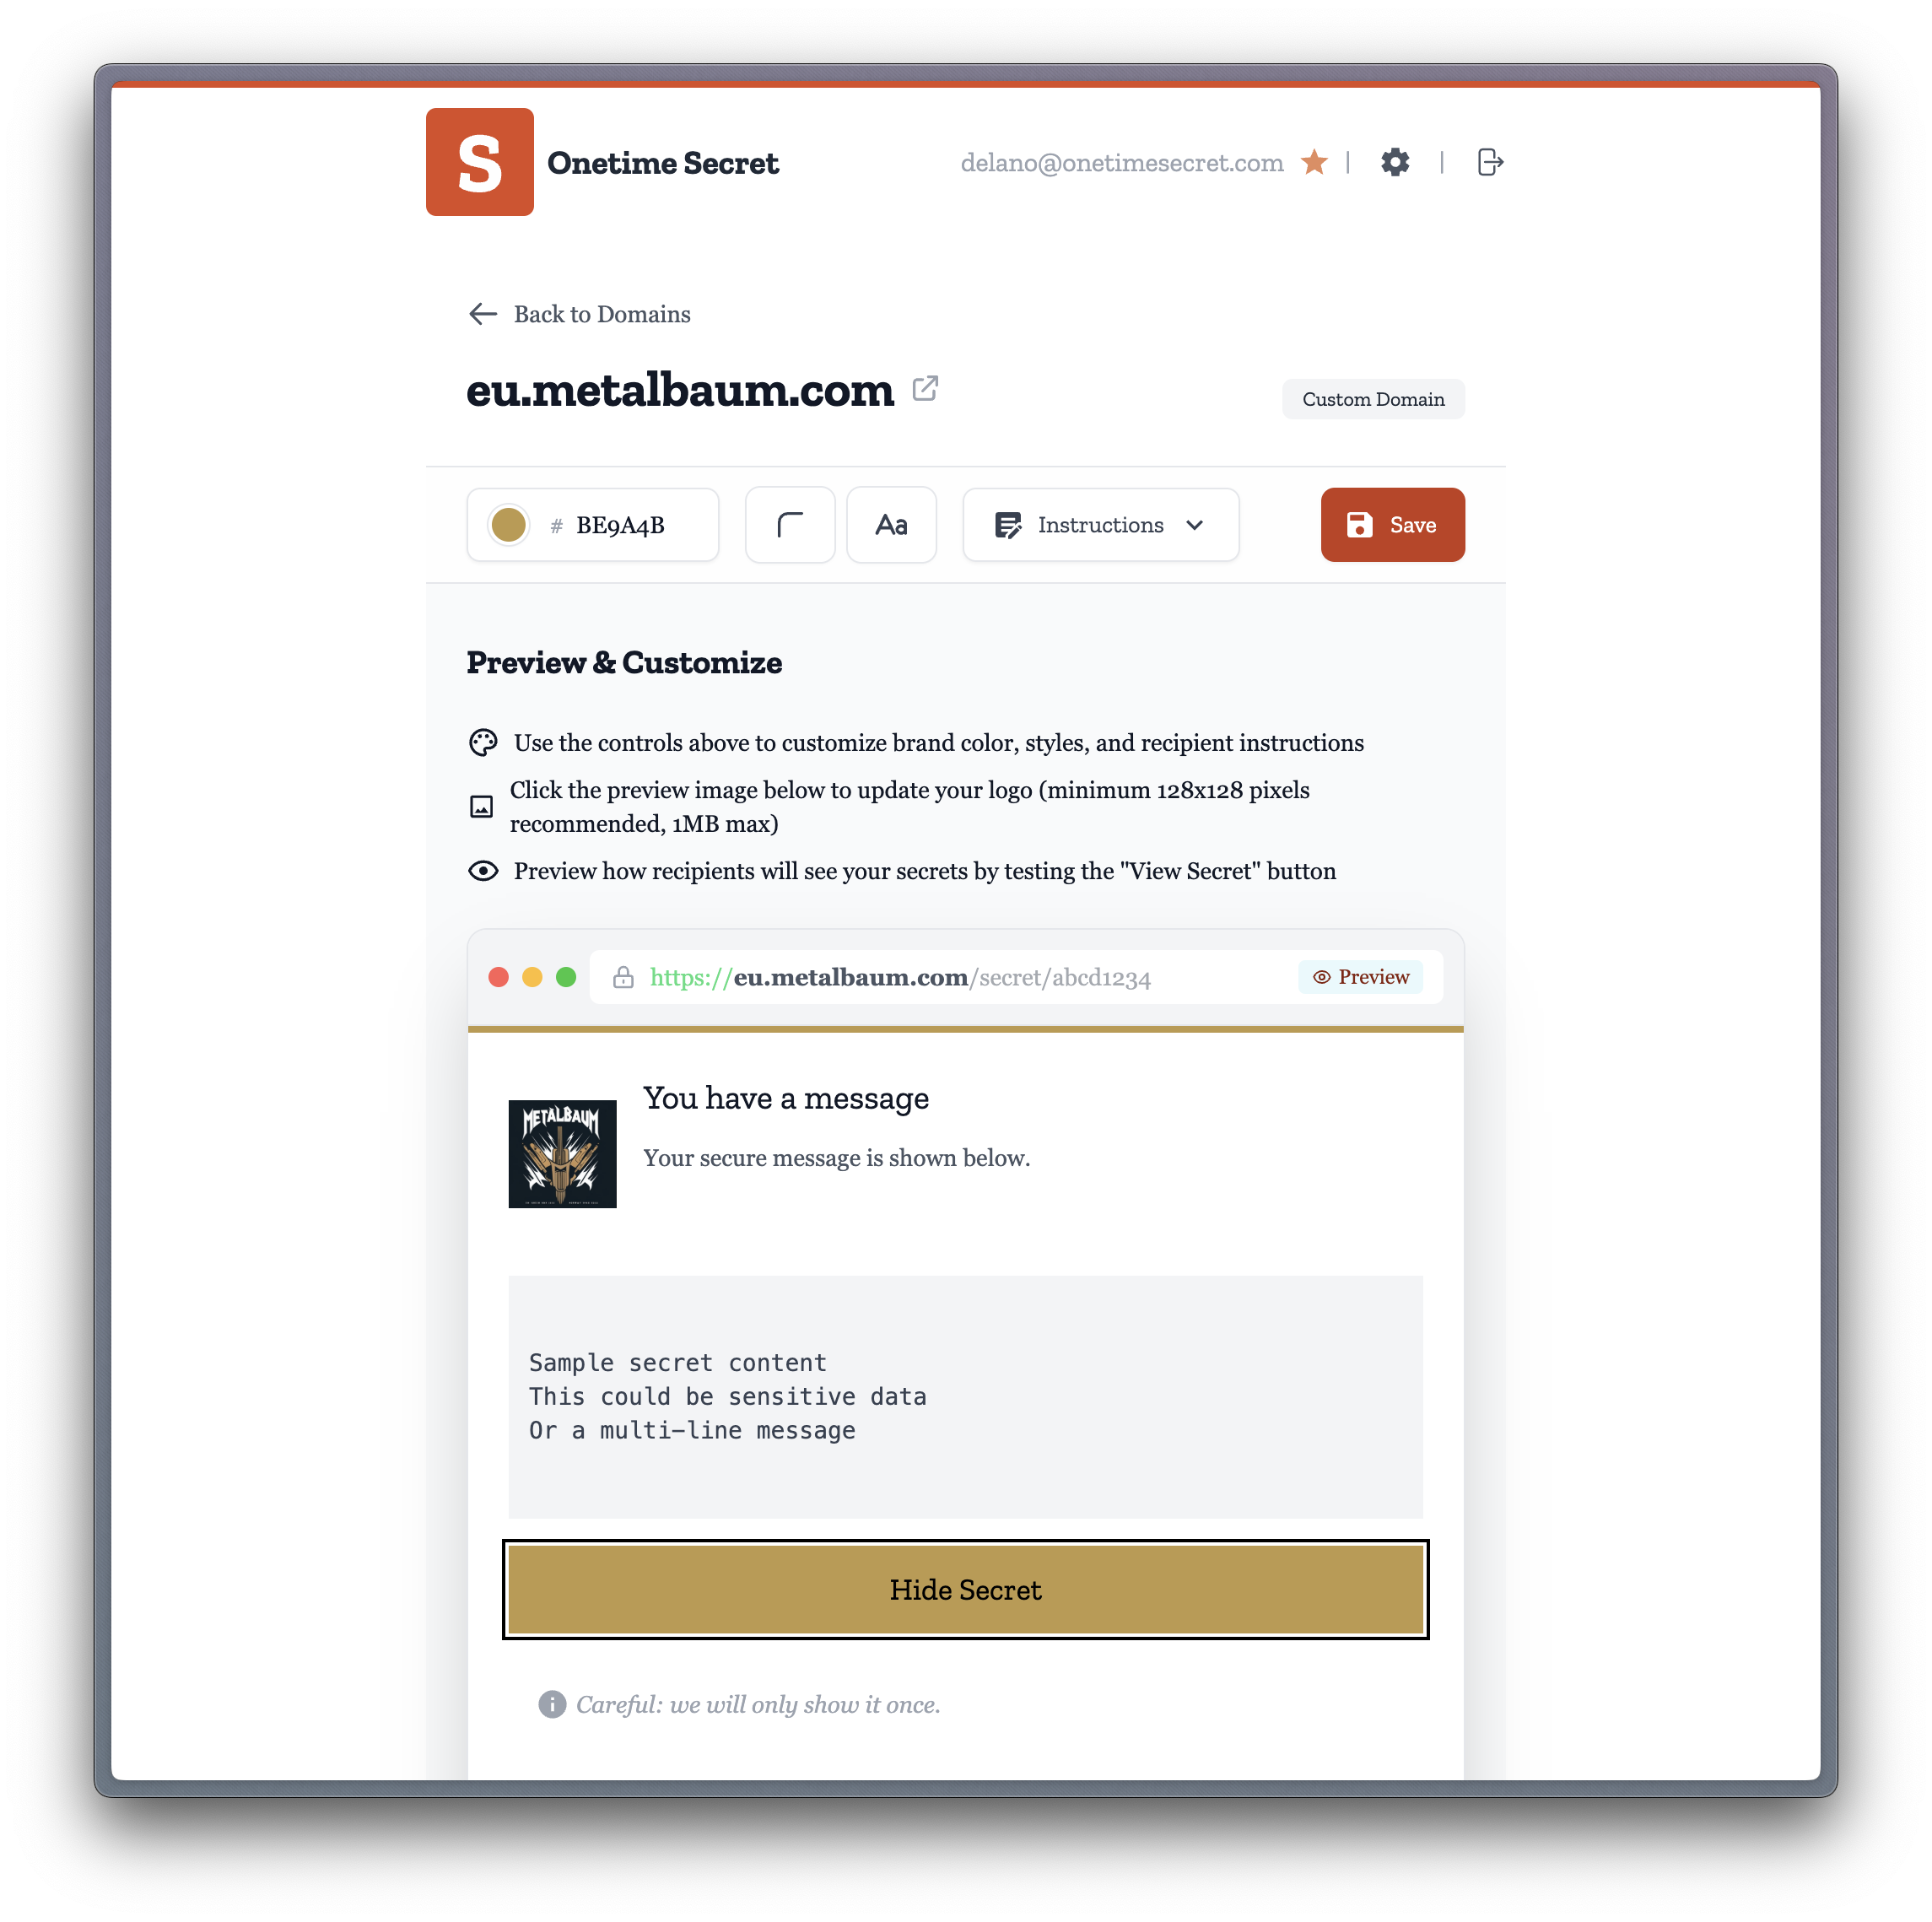 S
Onetime Secret
delano@onetimesecret.com
Back to Domains
eu.metalbaum.com
Custom Domain
# BE9A4B
Aa
Instructions
Save
Preview & Customize
Use the controls above to customize brand color, styles, and recipient instructions
Click the preview image below to update your logo (minimum 128x128 pixels
recommended, 1MB max)
Preview how recipients will see your secrets by testing the "View Secret" button
https://eu.metalbaum.com/secret/abcd1234
Preview
METALBAUM
You have a message
Your secure message is shown below.
Sample secret content
This could be sensitive data
Or a multi-line message
Hide Secret
Careful: we will only show it once.